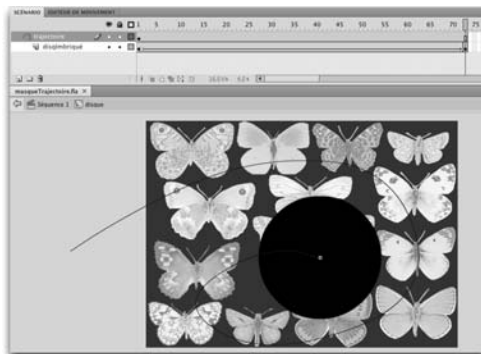 SCÉNARIO ÉDITEUR DE MOUVEMENT
1 5 10 15 20 25 30 35 40 45 50 55 60 65 70 75
trajectoire
disqImbriqué
masqueTrajectoire.fla ×
Séquence 1 disque